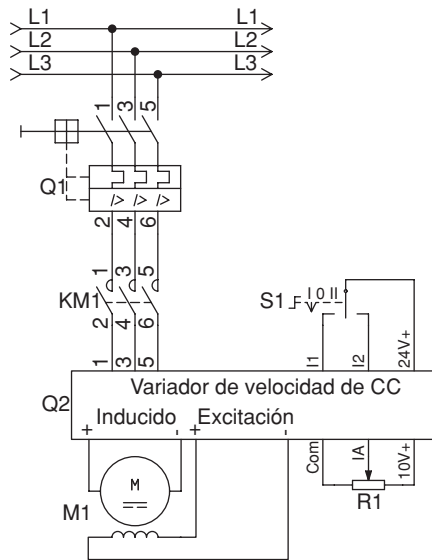 L1 L1
L2 L2
L3 L3
1 3 5
Q1
I> I> I>
2 4 6
1 3 5
KM1
2 4 6
S1 I 0 II
1 3 5 I1 I2 24V+
Variador de velocidad de CC
Q2
Inducido Excitación
+ - + -
Com IA 10V+
M
M1
R1